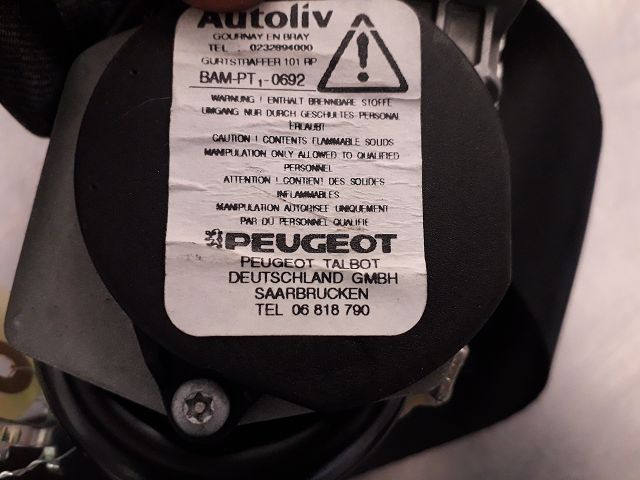 Autoliv
GOURNAY EN BRAY
TEL : 0232894000
GURTSTRAFFER 101 RP
BAM-PT1-0692
WARNUNG ! ENTHALT BRENNBARE STOFFE
UMGANG NUR DURCH GESCHULTES PERSONAL
ERLAUBT
CAUTION ! CONTENTS FLAMMABLE SOLIDS
MANIPULATION ONLY ALLOWED TO QUALIFIED
PERSONNEL
ATTENTION ! CONTIENT DES SOLIDES
INFLAMMABLES
MANIPULATION AUTORISEE UNIQUEMENT
PAR DU PERSONNEL QUALIFIE
PEUGEOT
PEUGEOT TALBOT
DEUTSCHLAND GMBH
SAARBRUCKEN
TEL 06 818 790